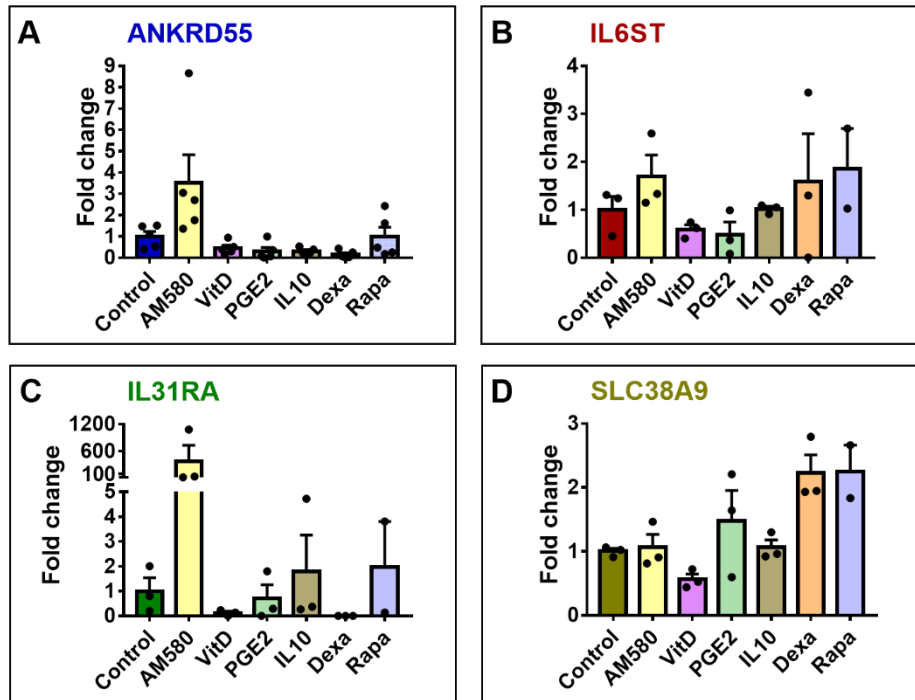 A ANKRD55
Fold change
9
8
7
6
5
4
3
2
1
0
Control AM580 VitD PGE2 IL10 Dexa Rapa
B IL6ST
Fold change
4
3
2
1
0
Control AM580 VitD PGE2 IL10 Dexa Rapa
C IL31RA
Fold change
1200
600
100
5
4
3
2
1
0
Control AM580 VitD PGE2 IL10 Dexa Rapa
D SLC38A9
Fold change
3
2
1
0
Control AM580 VitD PGE2 IL10 Dexa Rapa